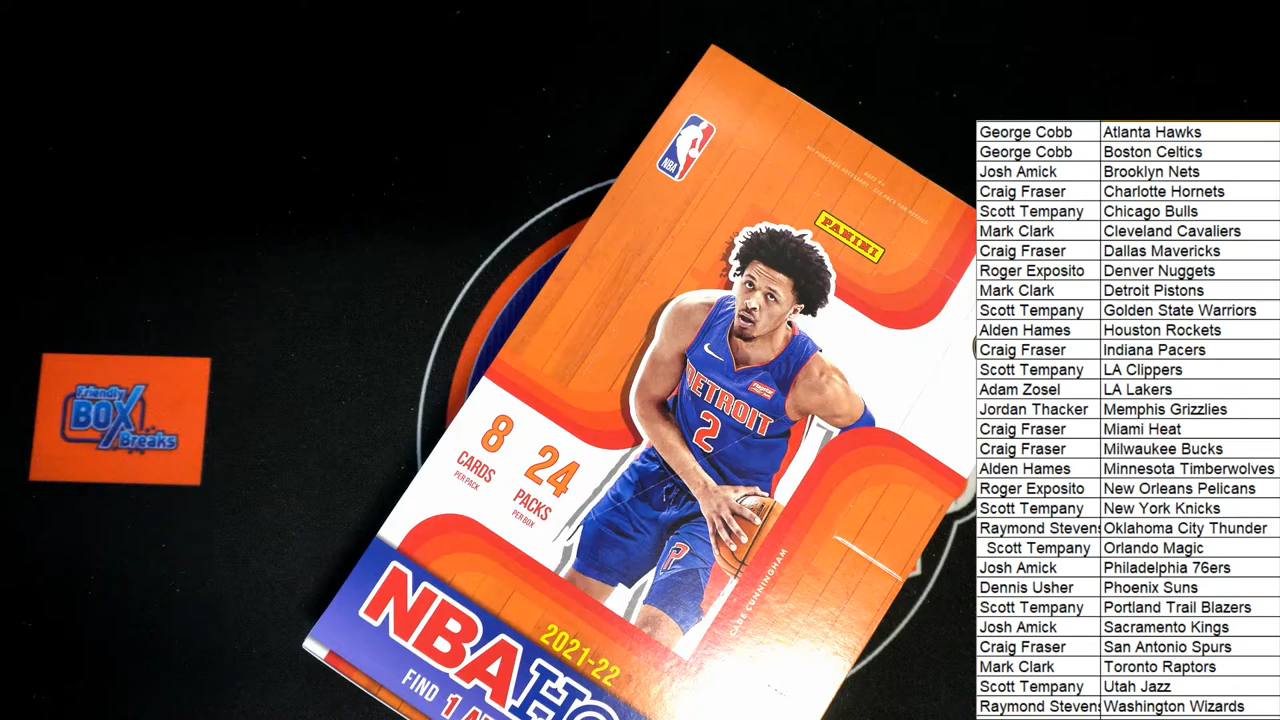 Friendly
BOX
Breaks
NBA
PANINI
DETROIT
2
8
CARDS
PER PACK
24
PACKS
PER BOX
CADE CUNNINGHAM
2021-22
NBA HO
FIND 1 A
George Cobb Atlanta Hawks
George Cobb Boston Celtics
Josh Amick Brooklyn Nets
Craig Fraser Charlotte Hornets
Scott Tempany Chicago Bulls
Mark Clark Cleveland Cavaliers
Craig Fraser Dallas Mavericks
Roger Exposito Denver Nuggets
Mark Clark Detroit Pistons
Scott Tempany Golden State Warriors
Alden Hames Houston Rockets
Craig Fraser Indiana Pacers
Scott Tempany LA Clippers
Adam Zosel LA Lakers
Jordan Thacker Memphis Grizzlies
Craig Fraser Miami Heat
Craig Fraser Milwaukee Bucks
Alden Hames Minnesota Timberwolves
Roger Exposito New Orleans Pelicans
Scott Tempany New York Knicks
Raymond Stevens Oklahoma City Thunder
Scott Tempany Orlando Magic
Josh Amick Philadelphia 76ers
Dennis Usher Phoenix Suns
Scott Tempany Portland Trail Blazers
Josh Amick Sacramento Kings
Craig Fraser San Antonio Spurs
Mark Clark Toronto Raptors
Scott Tempany Utah Jazz
Raymond Stevens Washington Wizards